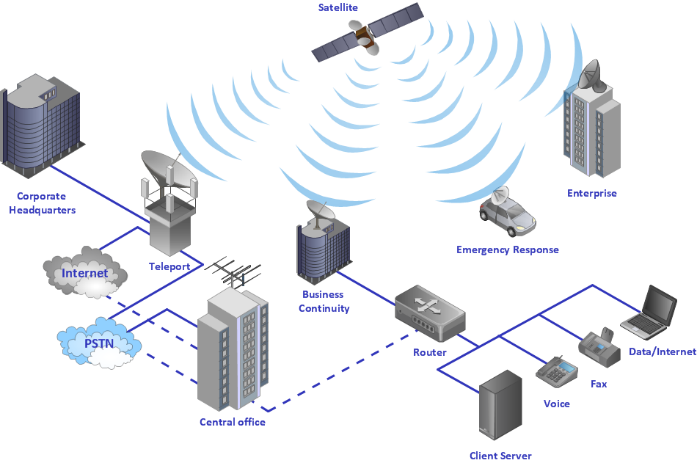 Satellite
Corporate
Headquarters
Enterprise
Emergency Response
Teleport
Internet
Business
Continuity
PSTN
Router
Data/Internet
Fax
Voice
Central office
Client Server